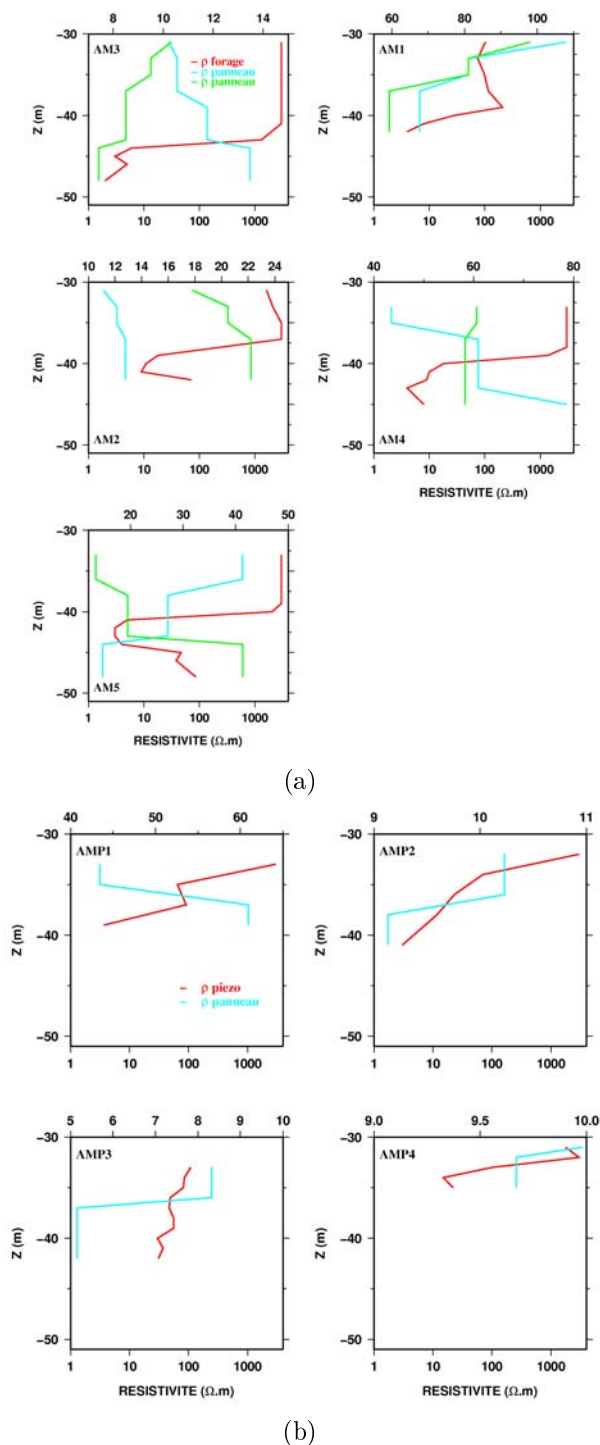 8 10 12 14
−30
−40
−50
Z (m)
AM3
ρ forage
ρ panneau
ρ panneau
1 10 100 1000
60 80 100
−30
−40
−50
Z (m)
AM1
1 10 100 1000
10 12 14 16 18 20 22 24
−30
−40
−50
Z (m)
AM2
1 10 100 1000
40 60 80
−30
−40
−50
Z (m)
AM4
1 10 100 1000
RESISTIVITE (Ω.m)
20 30 40 50
−30
−40
−50
Z (m)
AM5
1 10 100 1000
RESISTIVITE (Ω.m)
(a)
40 50 60
−30
−40
−50
Z (m)
AMP1
ρ piezo
ρ panneau
1 10 100 1000
9 10 11
−30
−40
−50
Z (m)
AMP2
1 10 100 1000
5 6 7 8 9 10
−30
−40
−50
Z (m)
AMP3
1 10 100 1000
RESISTIVITE (Ω.m)
9.0 9.5 10.0
−30
−40
−50
Z (m)
AMP4
1 10 100 1000
RESISTIVITE (Ω.m)
(b)